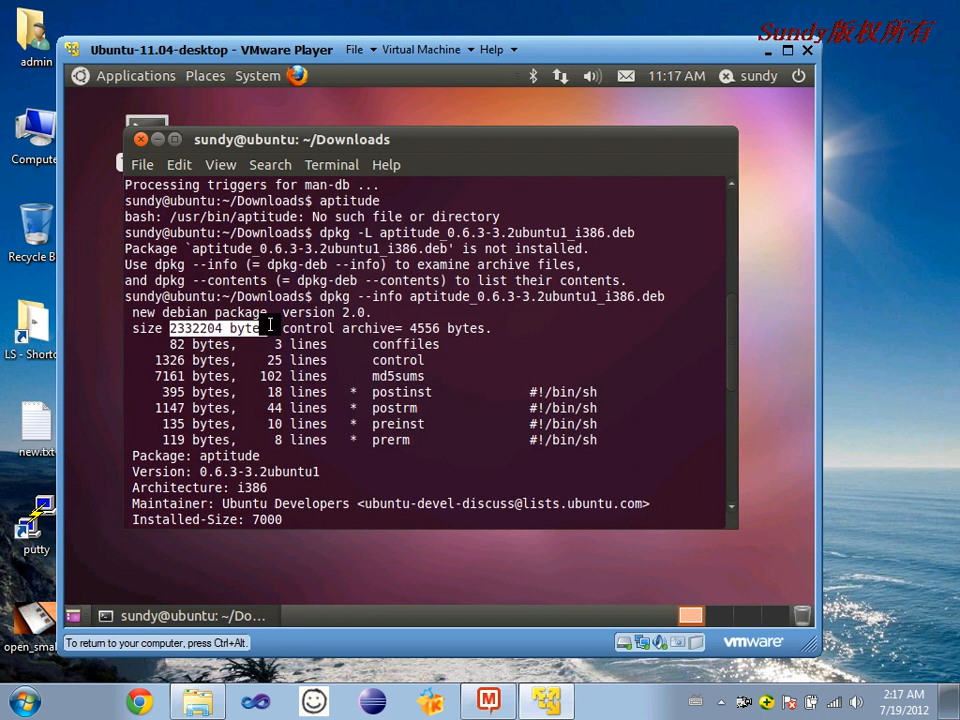 Sundy版权所有
admin
Ubuntu-11.04-desktop - VMware Player File Virtual Machine Help
Applications Places System 11:17 AM sundy
Compute
sundy@ubuntu: ~/Downloads
File Edit View Search Terminal Help
Processing triggers for man-db ...
sundy@ubuntu:~/Downloads$ aptitude
bash: /usr/bin/aptitude: No such file or directory
sundy@ubuntu:~/Downloads$ dpkg -L aptitude_0.6.3-3.2ubuntu1_i386.deb
Package `aptitude_0.6.3-3.2ubuntu1_i386.deb' is not installed.
Use dpkg --info (= dpkg-deb --info) to examine archive files,
and dpkg --contents (= dpkg-deb --contents) to list their contents.
sundy@ubuntu:~/Downloads$ dpkg --info aptitude_0.6.3-3.2ubuntu1_i386.deb
new debian package, version 2.0.
size 2332204 byte control archive= 4556 bytes.
82 bytes, 3 lines conffiles
1326 bytes, 25 lines control
7161 bytes, 102 lines md5sums
395 bytes, 18 lines * postinst #!/bin/sh
1147 bytes, 44 lines * postrm #!/bin/sh
135 bytes, 10 lines * preinst #!/bin/sh
119 bytes, 8 lines * prerm #!/bin/sh
Package: aptitude
Version: 0.6.3-3.2ubuntu1
Architecture: i386
Maintainer: Ubuntu Developers <ubuntu-devel-discuss@lists.ubuntu.com>
Installed-Size: 7000
Recycle B
LS - Shorto
new.txt
putty
open_smal
sundy@ubuntu: ~/Do...
To return to your computer, press Ctrl+Alt.
vmware
2:17 AM
7/19/2012